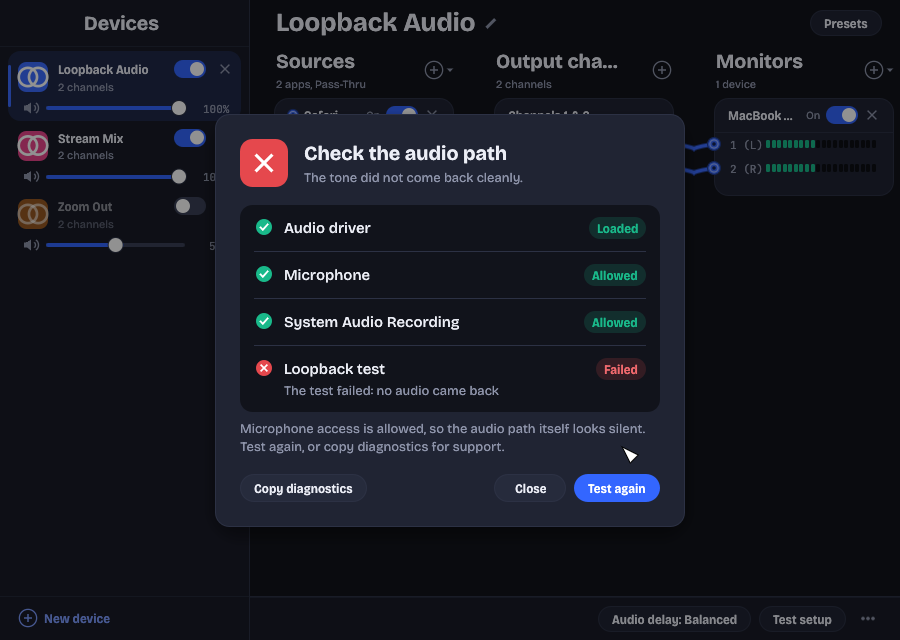 Devices
Loopback Audio
2 channels
100%
Stream Mix
2 channels
10
Zoom Out
2 channels
5
New device
Loopback Audio
Presets
Sources
2 apps, Pass-Thru
Output cha...
2 channels
Monitors
1 device
MacBook ...
On
1 (L)
2 (R)
Check the audio path
The tone did not come back cleanly.
Audio driver
Loaded
Microphone
Allowed
System Audio Recording
Allowed
Loopback test
Failed
The test failed: no audio came back
Microphone access is allowed, so the audio path itself looks silent.
Test again, or copy diagnostics for support.
Copy diagnostics
Close
Test again
Audio delay: Balanced
Test setup